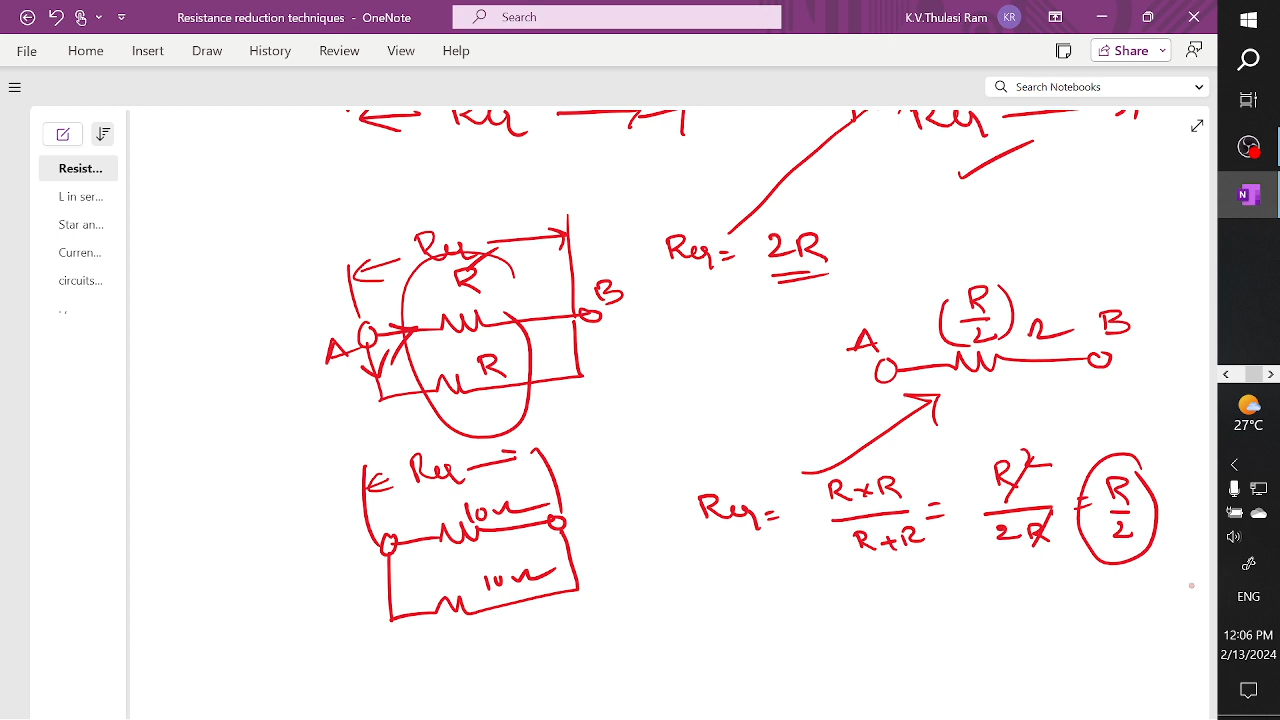 Resistance reduction techniques - OneNote
Search
K.V.Thulasi Ram
KR
File
Home
Insert
Draw
History
Review
View
Help
Share
Search Notebooks
Resist...
L in ser...
Star an...
Curren...
circuits...
. ,
Req
Req
Req
R
A
B
R
Req = 2R
A
(R/2) Ω
B
Req =
10Ω
10Ω
Req = R×R/R+R = R²/2R = R/2
27°C
ENG
12:06 PM
2/13/2024